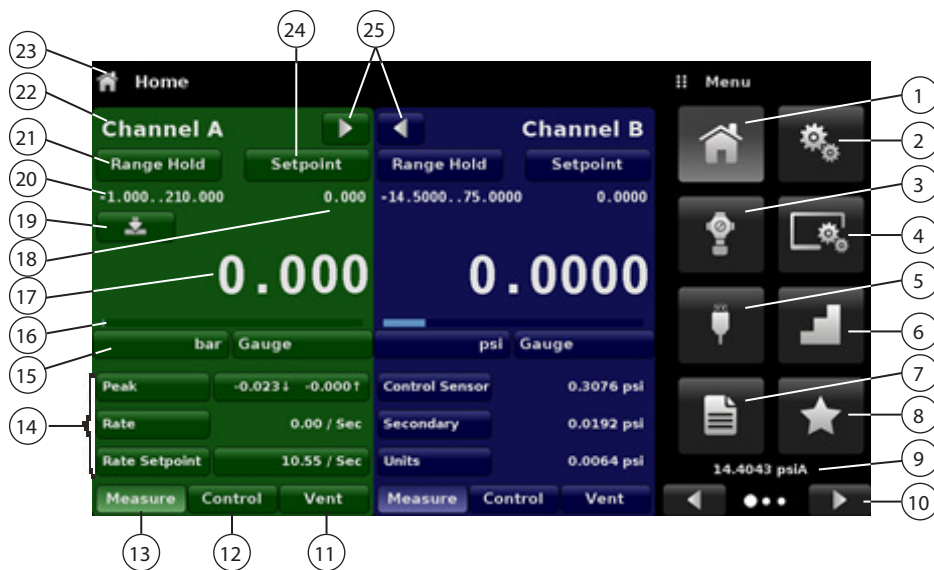 24 25
23 Home Menu
22 Channel A Channel B 1
21 Range Hold Setpoint Range Hold Setpoint 2
20 -1.000..210.000 0.000 -14.5000..75.0000 0.0000 3
19 4
18
17 0.000 0.0000 5
16 6
15 bar Gauge psi Gauge
14 Peak -0.023↓ -0.000↑ Control Sensor 0.3076 psi 7
Rate 0.00 / Sec Secondary 0.0192 psi 8
Rate Setpoint 10.55 / Sec Units 0.0064 psi 14.4043 psiA 9
Measure Control Vent Measure Control Vent 10
13 12 11